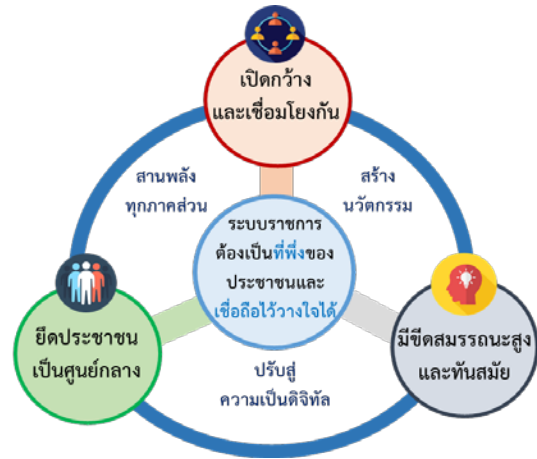 เปิดกว้าง
และเชื่อมโยงกัน
สานพลัง
ทุกภาคส่วน
สร้าง
นวัตกรรม
ระบบราชการ
ต้องเป็นที่พึ่งของ
ประชาชนและ
เชื่อถือไว้วางใจได้
ยึดประชาชน
เป็นศูนย์กลาง
มีขีดสมรรถนะสูง
และทันสมัย
ปรับสู่
ความเป็นดิจิทัล